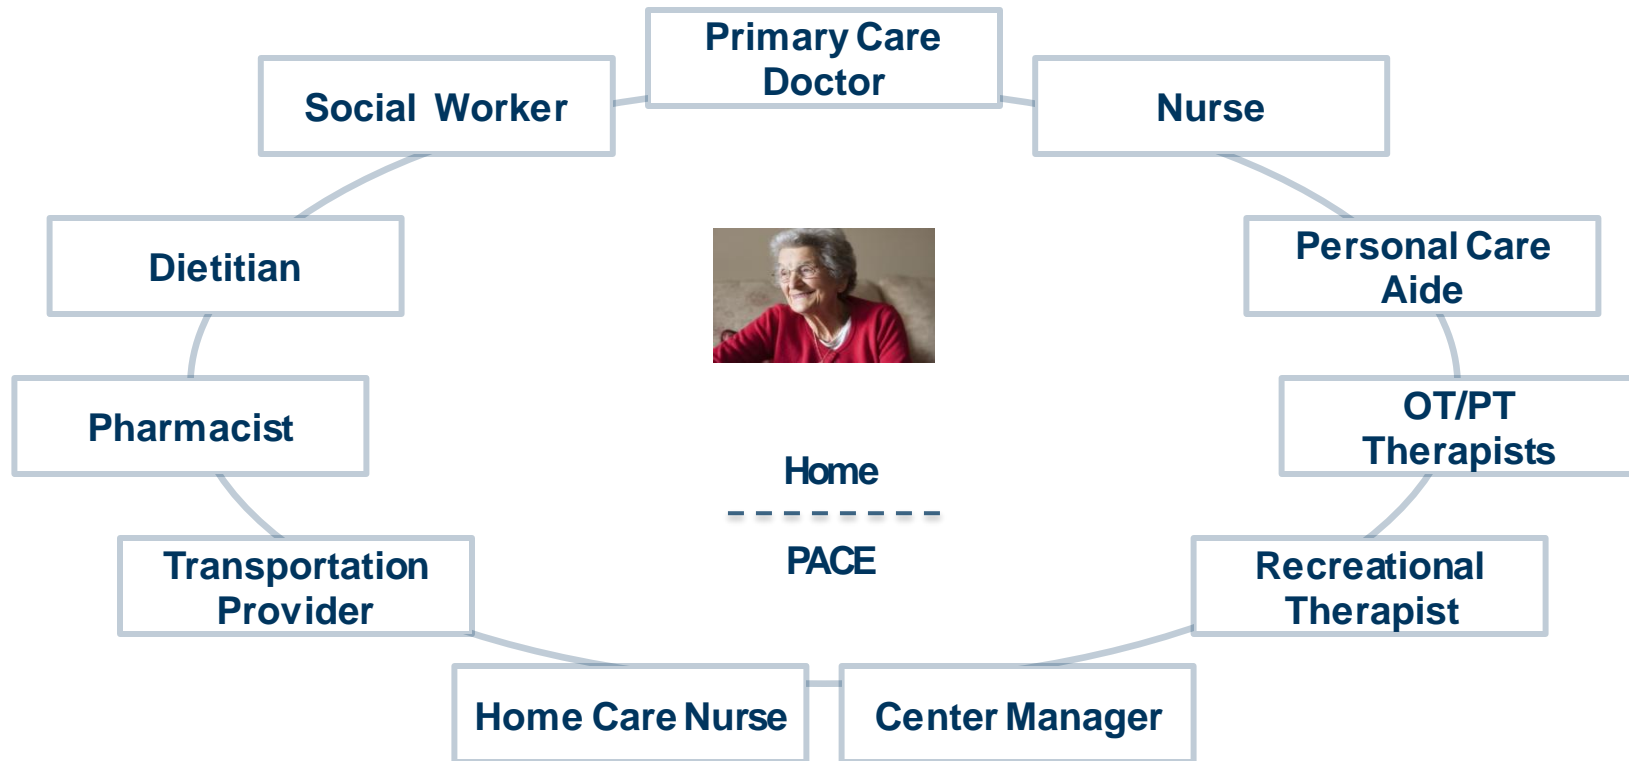 Primary Care
Doctor
Social Worker
Nurse
Dietitian
Personal Care
Aide
Pharmacist
OT/PT
Therapists
Home
PACE
Transportation
Provider
Recreational
Therapist
Home Care Nurse
Center Manager